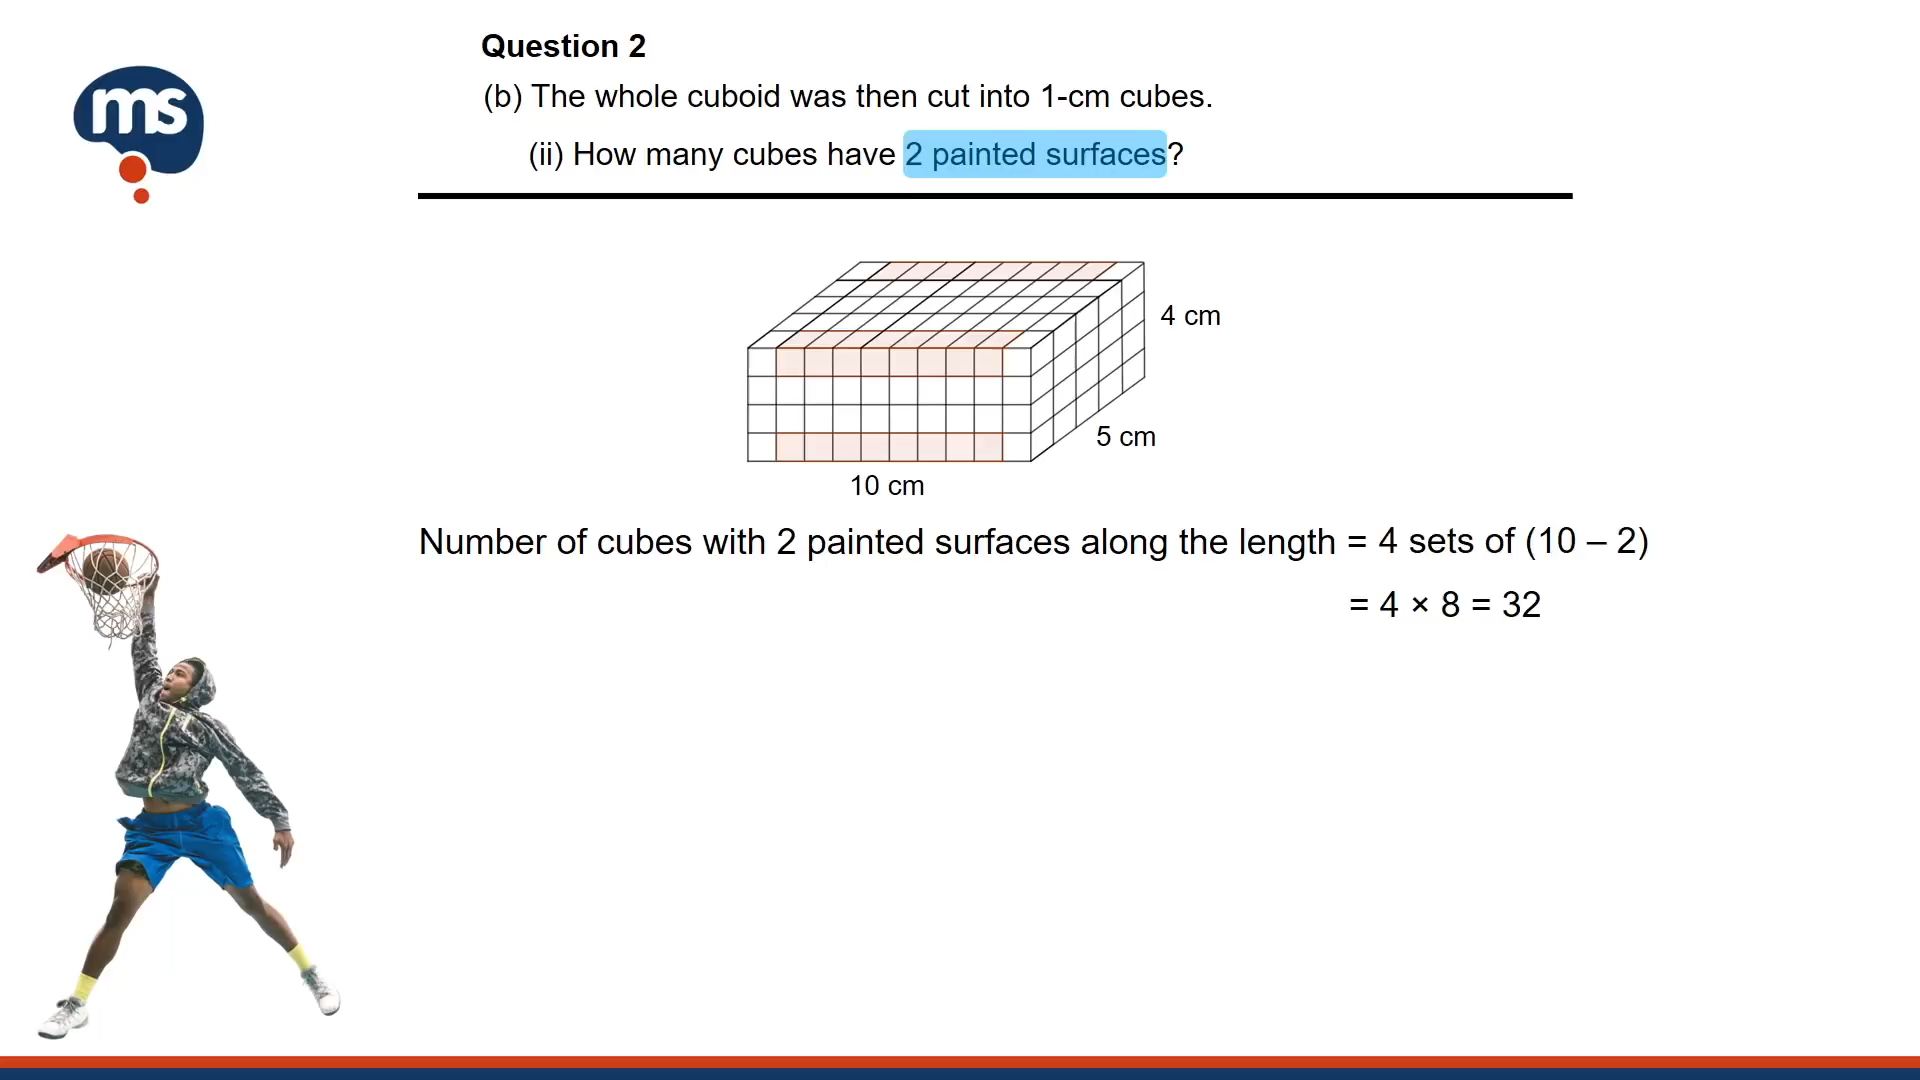 ms
Question 2
(b) The whole cuboid was then cut into 1-cm cubes.
(ii) How many cubes have 2 painted surfaces?
4 cm
5 cm
10 cm
Number of cubes with 2 painted surfaces along the length = 4 sets of (10 – 2)
= 4 × 8 = 32